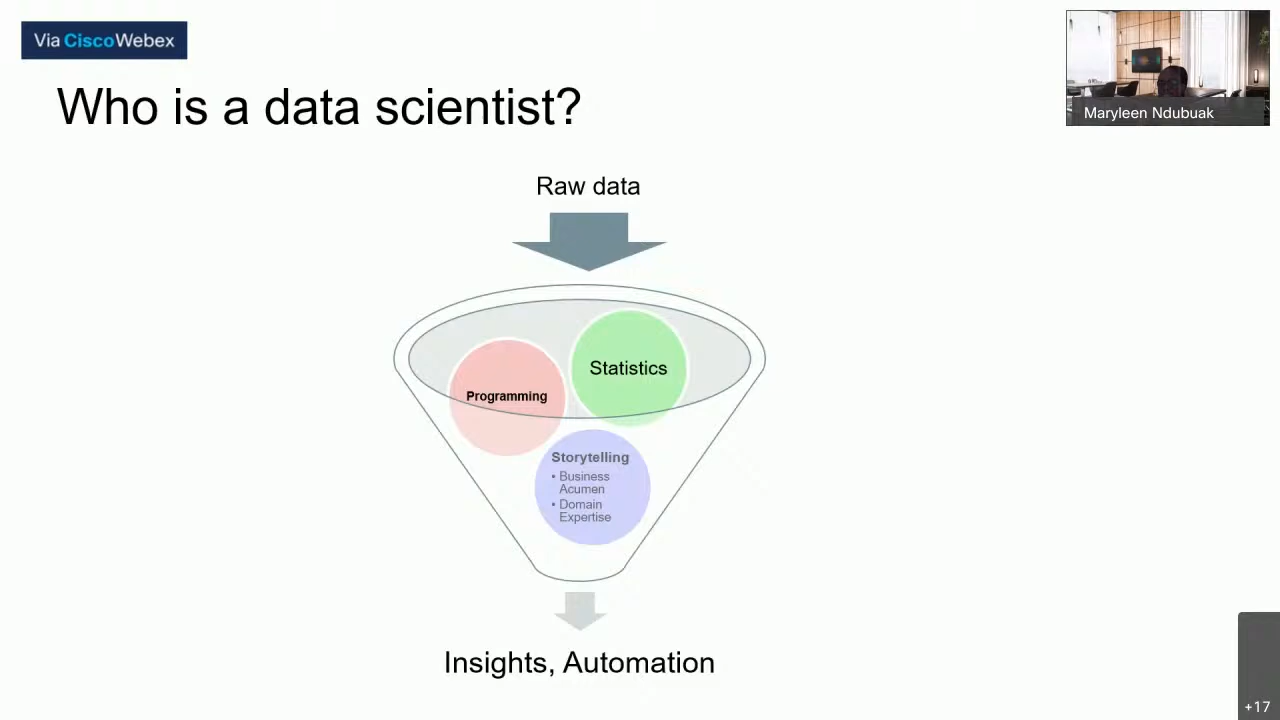 Via CiscoWebex
Who is a data scientist?
Maryleen Ndubuak
Raw data
Statistics
Programming
Storytelling
• Business
Acumen
• Domain
Expertise
Insights, Automation
+17